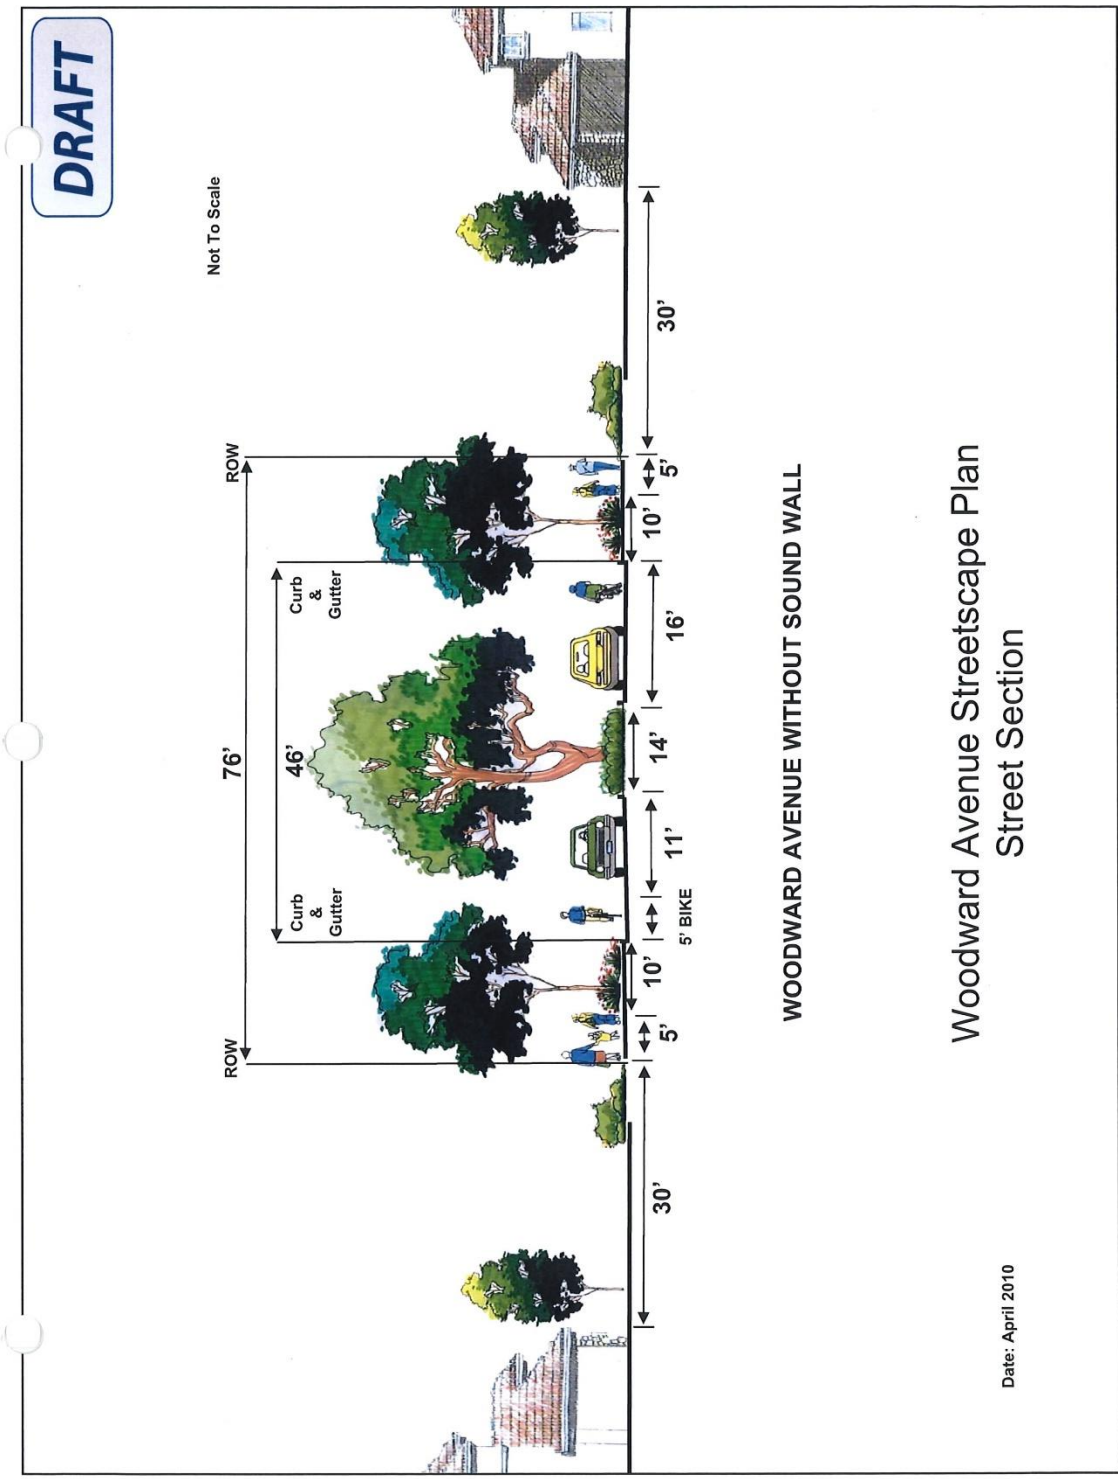 DRAFT
Not To Scale
ROW
76’
ROW
46’
Curb
&
Gutter
Curb
&
Gutter
30’
5’
10’
5’ BIKE
11’
14’
16’
10’
5’
30’
WOODWARD AVENUE WITHOUT SOUND WALL
Woodward Avenue Streetscape Plan
Street Section
Date: April 2010